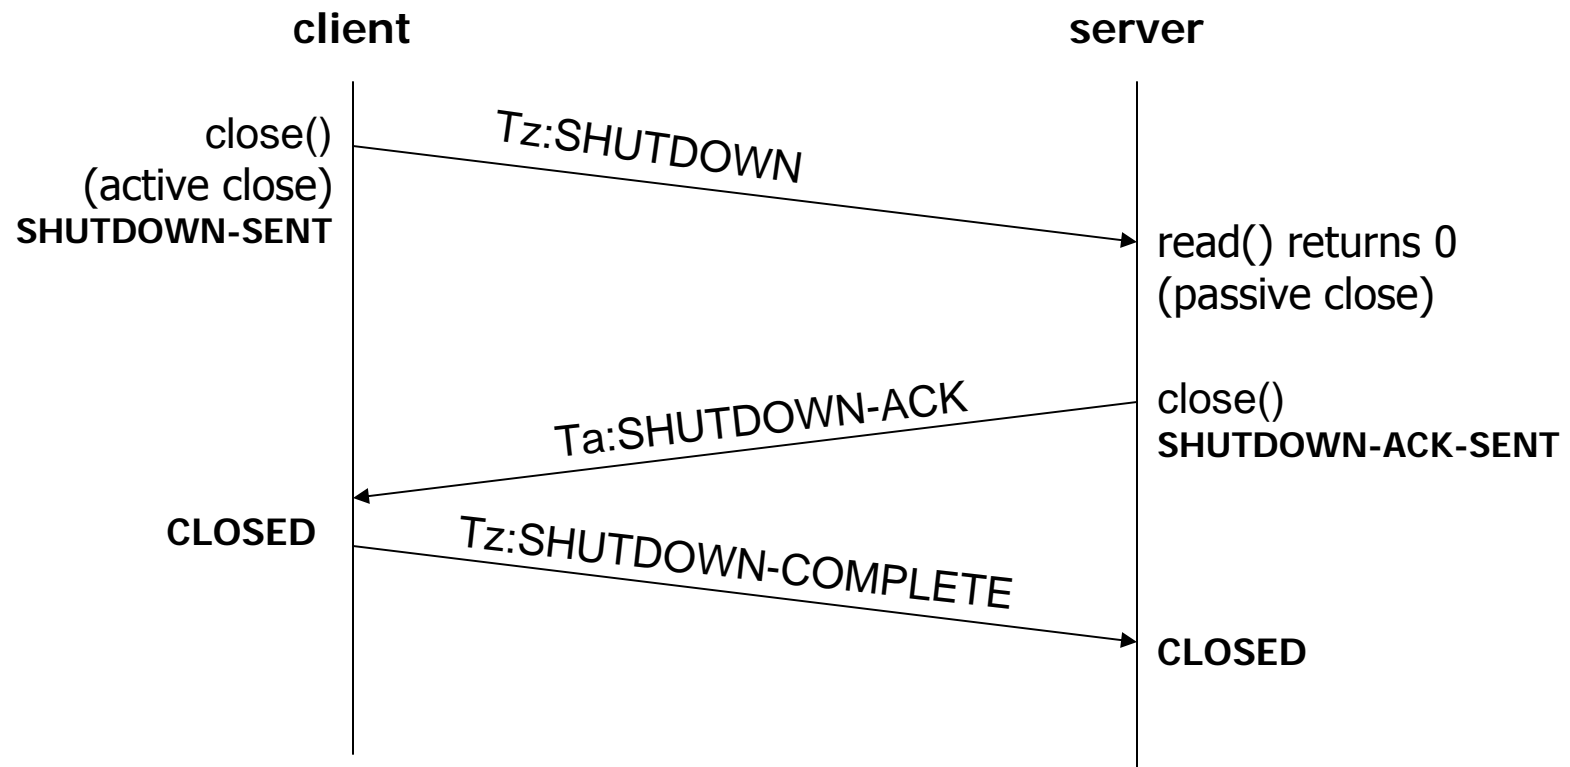 client
server
close()
(active close)
SHUTDOWN-SENT
Tz:SHUTDOWN
read() returns 0
(passive close)
Ta:SHUTDOWN-ACK
close()
SHUTDOWN-ACK-SENT
CLOSED
Tz:SHUTDOWN-COMPLETE
CLOSED